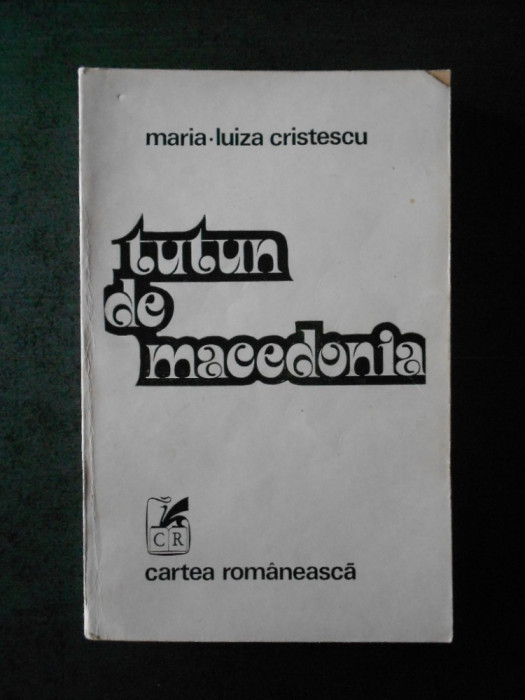 maria·luiza cristescu
tutun
de
macedonia
CR
cartea românească